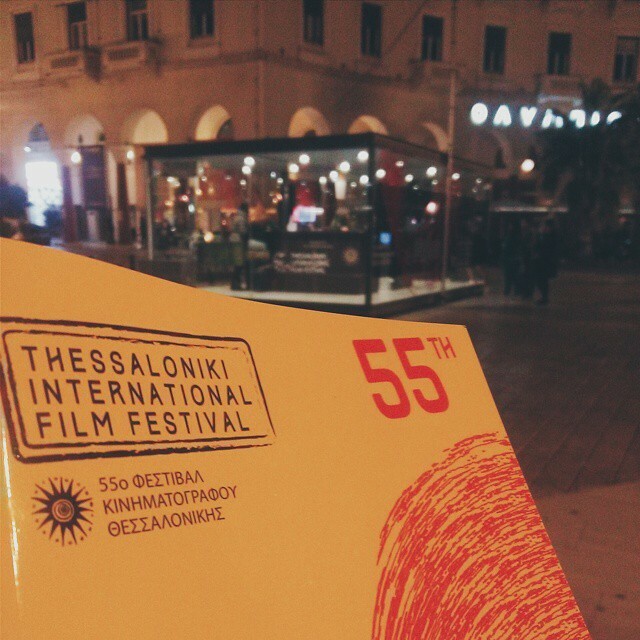 THESSALONIKI
INTERNATIONAL
FILM FESTIVAL
55TH
55ο ΦΕΣΤΙΒΑΛ
ΚΙΝΗΜΑΤΟΓΡΑΦΟΥ
ΘΕΣΣΑΛΟΝΙΚΗΣ